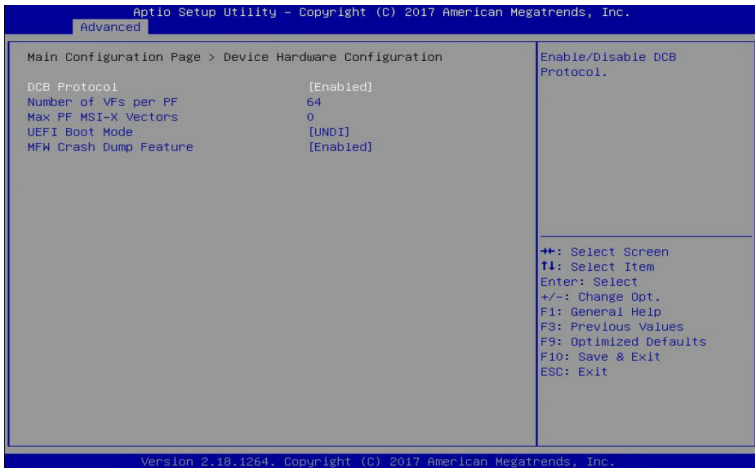 Aptio Setup Utility – Copyright (C) 2017 American Megatrends, Inc.
Advanced
Main Configuration Page > Device Hardware Configuration
DCB Protocol [Enabled]
Number of VFs per PF 64
Max PF MSI-X Vectors 0
UEFI Boot Mode [UNDI]
MFW Crash Dump Feature [Enabled]
Enable/Disable DCB
Protocol.
→←: Select Screen
↑↓: Select Item
Enter: Select
+/-: Change Opt.
F1: General Help
F3: Previous Values
F9: Optimized Defaults
F10: Save & Exit
ESC: Exit
Version 2.18.1264. Copyright (C) 2017 American Megatrends, Inc.